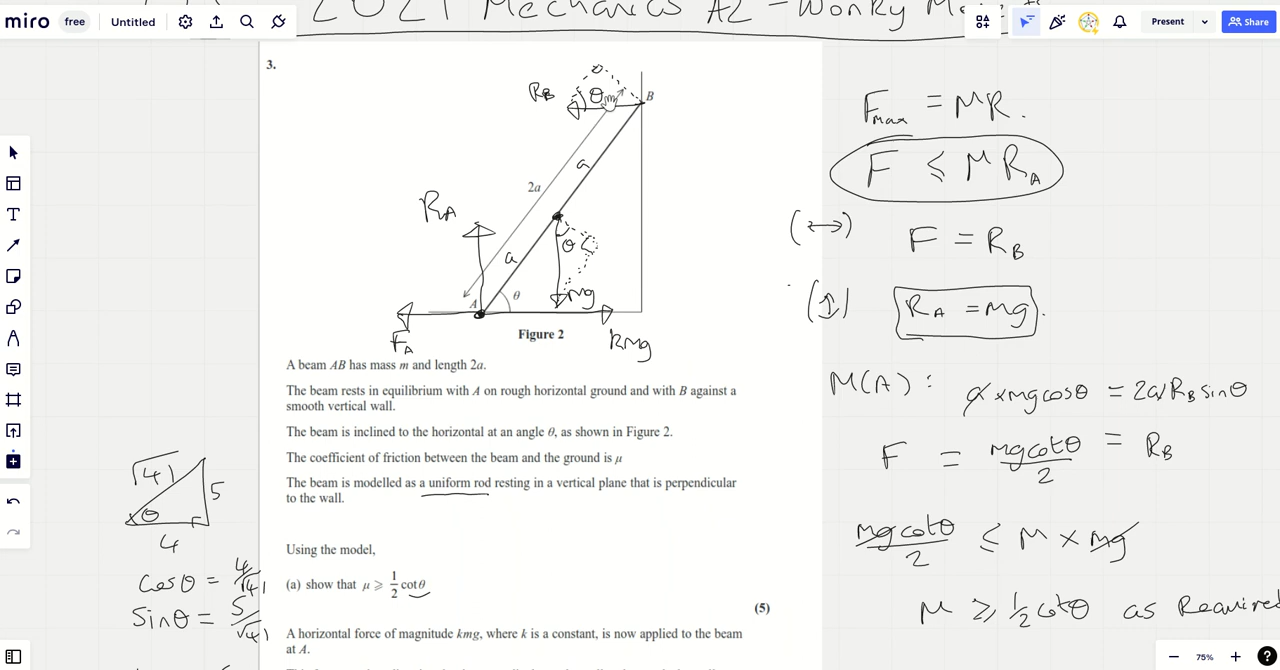 miro free Untitled Present Share
2021 Mechanics A2 - Wonky
3.
R_B θ B
2a a
R_A
a θ mg
A θ
F_A Figure 2 kmg
A beam AB has mass m and length 2a.
The beam rests in equilibrium with A on rough horizontal ground and with B against a
smooth vertical wall.
The beam is inclined to the horizontal at an angle θ, as shown in Figure 2.
The coefficient of friction between the beam and the ground is μ
The beam is modelled as a uniform rod resting in a vertical plane that is perpendicular
to the wall.
Using the model,
(a) show that μ ⩾ 1/2 cot θ
(5)
A horizontal force of magnitude kmg, where k is a constant, is now applied to the beam
at A.
√41 5
θ
4
cosθ = 4/√41
sinθ = 5/√41
F_max = μR.
F ≤ μR_A
(↔) F = R_B
(↕) R_A = mg.
M(A): a × mg cosθ = 2a R_B sinθ
F = mg cotθ/2 = R_B
mg cotθ/2 ≤ μ × mg
μ ≥ 1/2 cotθ as Required
− 75% + ?